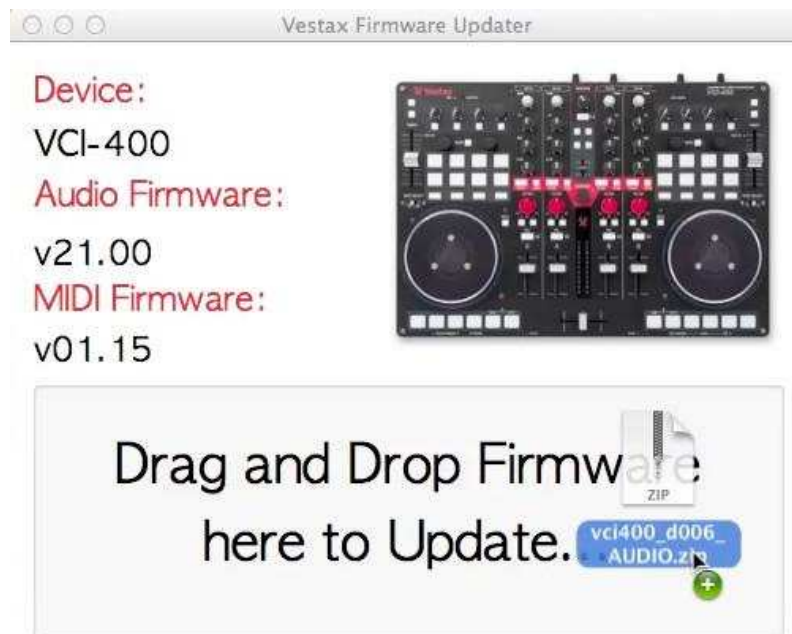 Vestax Firmware Updater
Device:
VCI-400
Audio Firmware:
v21.00
MIDI Firmware:
v01.15
Drag and Drop Firmware
ZIP
here to Update...
vci400_d006_
AUDIO.zip